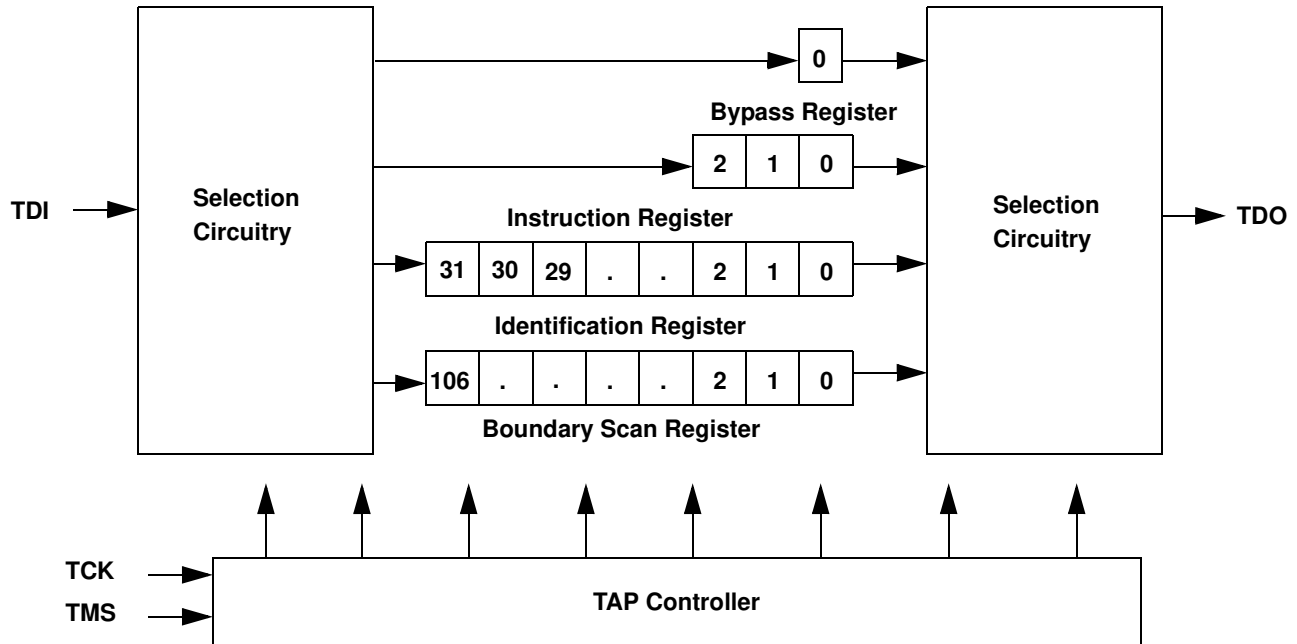 0
Bypass Register
2 1 0
TDI
Selection
Circuitry
Instruction Register
Selection
Circuitry
TDO
31 30 29 . . 2 1 0
Identification Register
106 . . . . 2 1 0
Boundary Scan Register
TCK
TMS
TAP Controller